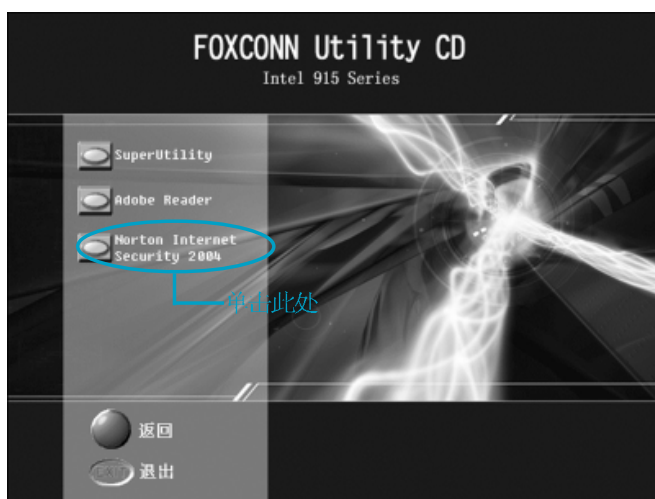 FOXCONN Utility CD
Intel 915 Series
SuperUtility
Adobe Reader
Norton Internet
Security 2004
单击此处
返回
EXIT
退出